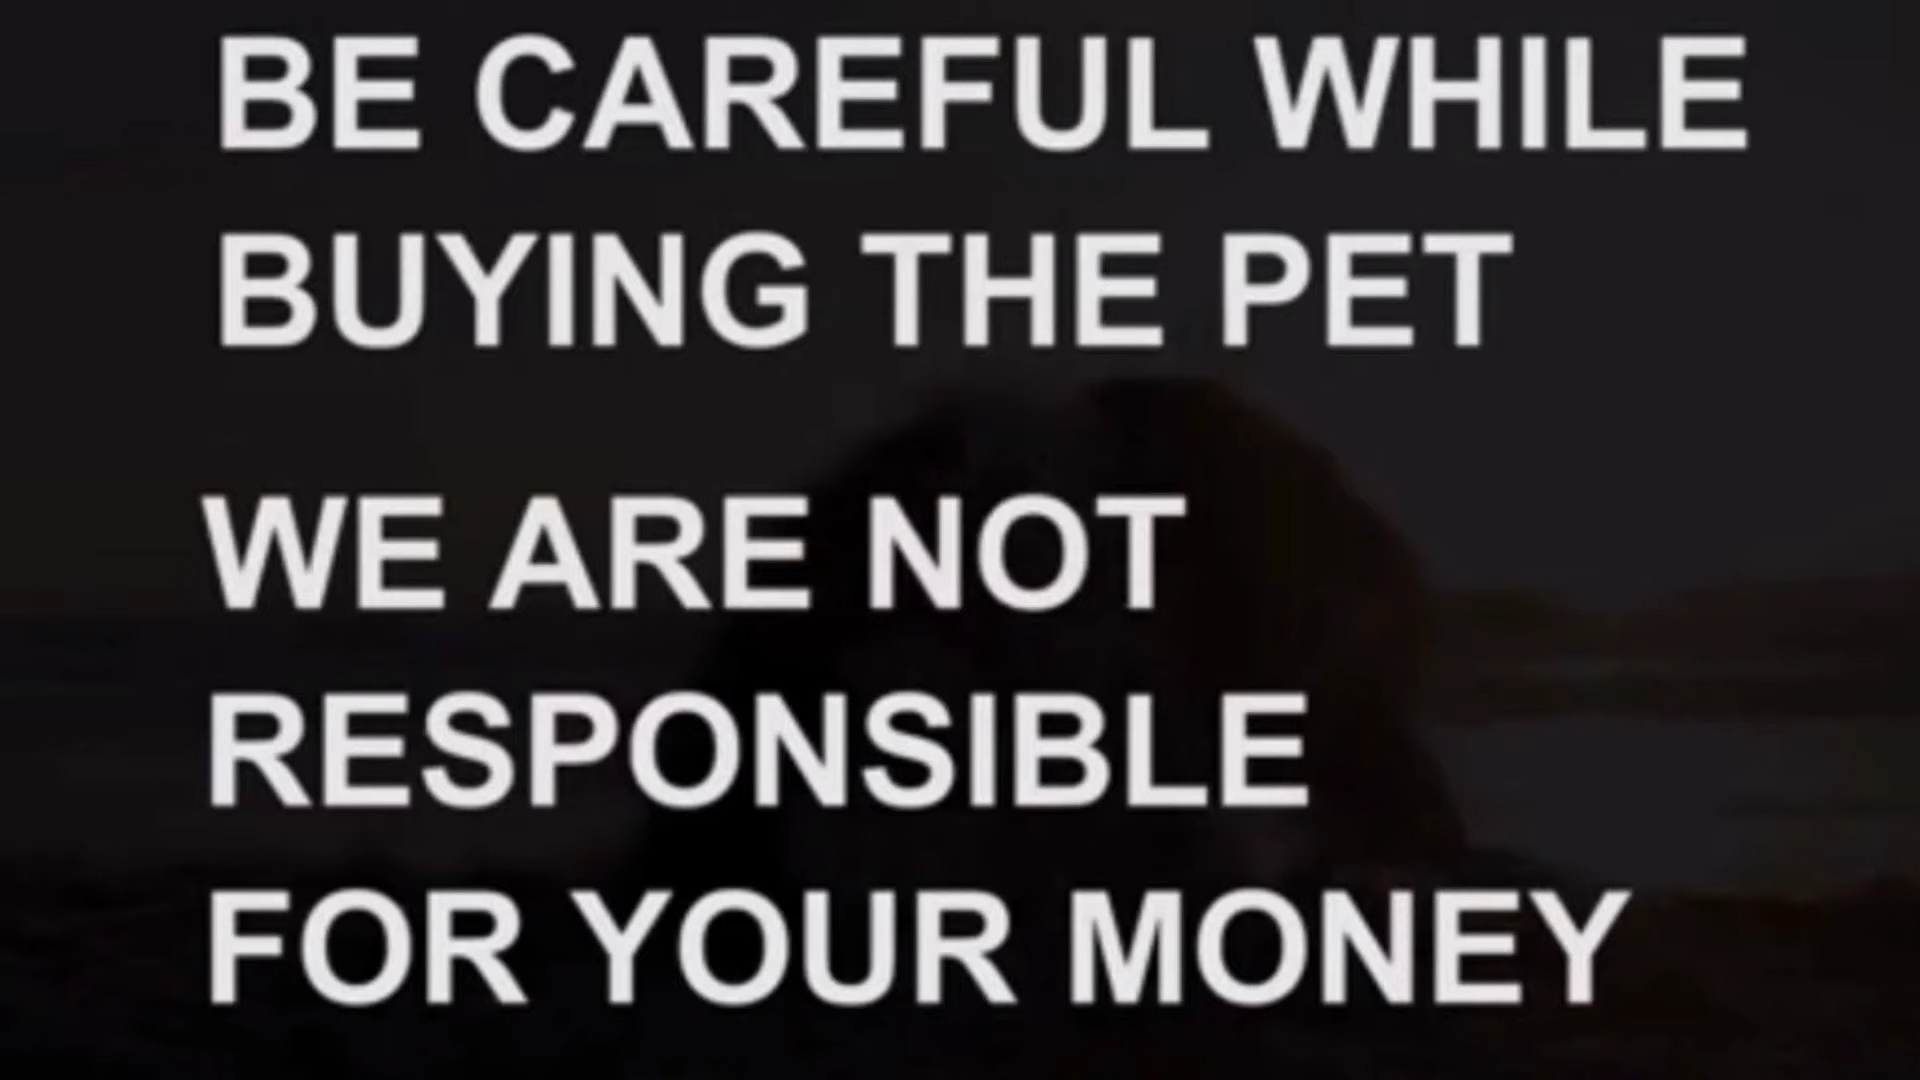 BE CAREFUL WHILE
BUYING THE PET
WE ARE NOT
RESPONSIBLE
FOR YOUR MONEY